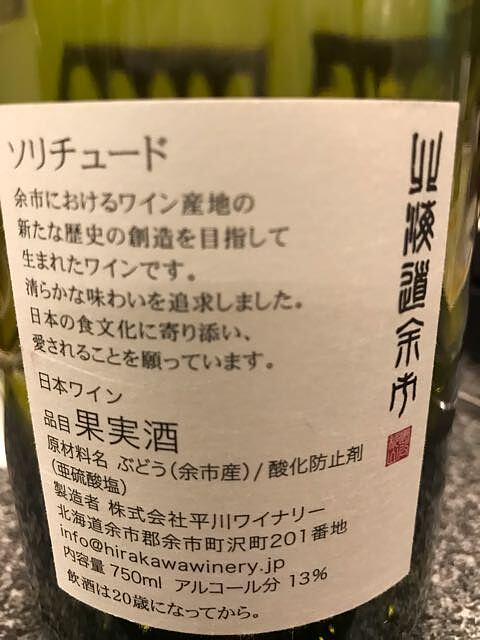 ソリチュード
余市におけるワイン産地の
新たな歴史の創造を目指して
生まれたワインです。
清らかな味わいを追求しました。
日本の食文化に寄り添い、
愛されることを願っています。
日本ワイン
品目 果実酒
原材料名 ぶどう(余市産)/酸化防止剤
(亜硫酸塩)
製造者 株式会社平川ワイナリー
北海道余市郡余市町沢町201番地
info@hirakawawinery.jp
内容量 750ml アルコール分 13%
飲酒は20歳になってから。
北海道余市